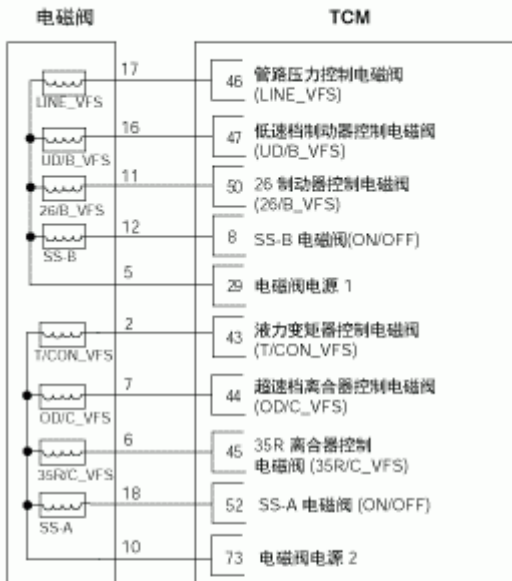 电磁阀 TCM
LINE_VFS 17 46 管路压力控制电磁阀
(LINE_VFS)
UD/B_VFS 16 47 低速档制动器控制电磁阀
(UD/B_VFS)
26/B_VFS 11 50 26 制动器控制电磁阀
(26/B_VFS)
SS-B 12 8 SS-B 电磁阀(ON/OFF)
5 29 电磁阀电源 1
T/CON_VFS 2 43 液力变矩器控制电磁阀
(T/CON_VFS)
OD/C_VFS 7 44 超速档离合器控制电磁阀
(OD/C_VFS)
35R/C_VFS 6 45 35R 离合器控制
电磁阀 (35R/C_VFS)
SS-A 18 52 SS-A 电磁阀 (ON/OFF)
10 73 电磁阀电源 2